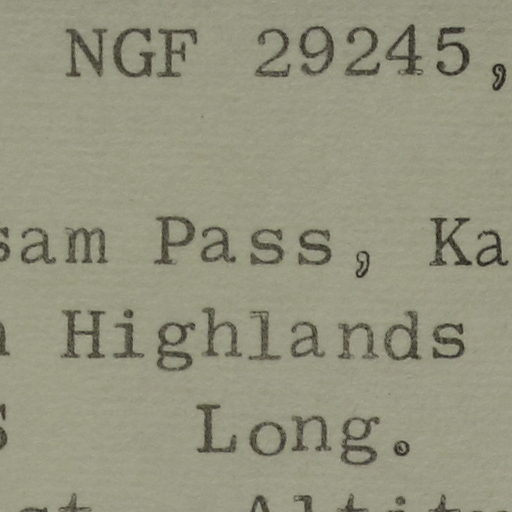 NGF 29245,
sam Pass, Ka
Highlands
S Long.